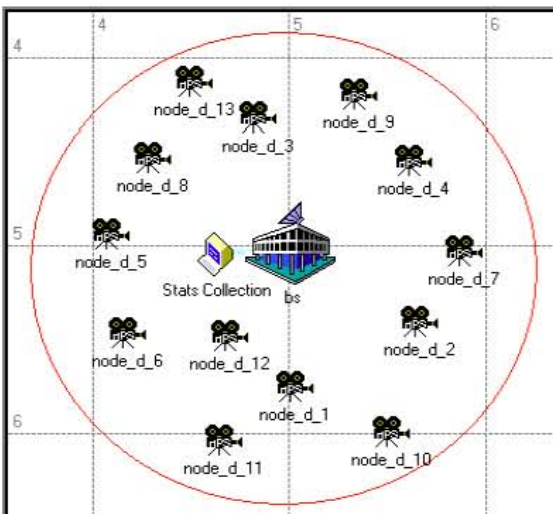 4 5 6
4
node_d_13
node_d_3
node_d_9
node_d_8
node_d_4
5
node_d_5
node_d_7
Stats Collection
bs
node_d_6
node_d_12
node_d_2
node_d_1
6
node_d_11
node_d_10